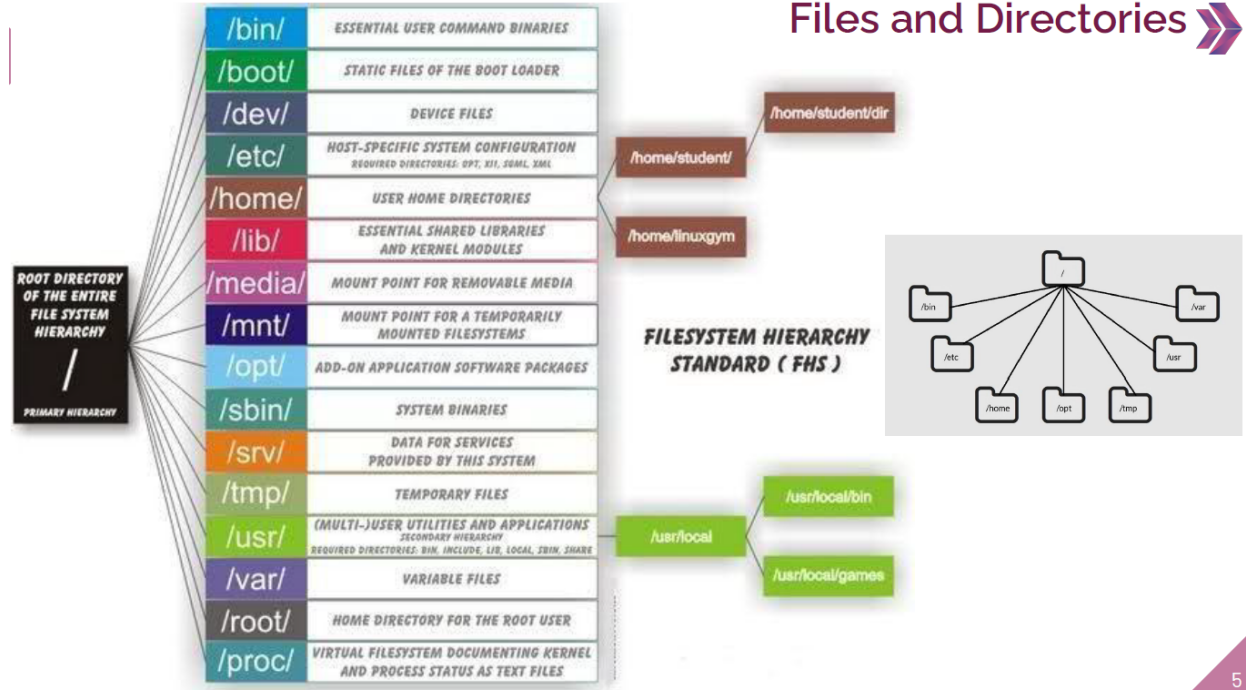 Files and Directories
ROOT DIRECTORY
OF THE ENTIRE
FILE SYSTEM
HIERARCHY
/
PRIMARY HIERARCHY
/bin/
ESSENTIAL USER COMMAND BINARIES
/boot/
STATIC FILES OF THE BOOT LOADER
/dev/
DEVICE FILES
/etc/
HOST-SPECIFIC SYSTEM CONFIGURATION
REQUIRED DIRECTORIES: OPT, XII, SGML, XML
/home/
USER HOME DIRECTORIES
/lib/
ESSENTIAL SHARED LIBRARIES
AND KERNEL MODULES
/media/
MOUNT POINT FOR REMOVABLE MEDIA
/mnt/
MOUNT POINT FOR A TEMPORARILY
MOUNTED FILESYSTEMS
/opt/
ADD-ON APPLICATION SOFTWARE PACKAGES
/sbin/
SYSTEM BINARIES
/srv/
DATA FOR SERVICES
PROVIDED BY THIS SYSTEM
/tmp/
TEMPORARY FILES
/usr/
(MULTI-)USER UTILITIES AND APPLICATIONS
SECONDARY HIERARCHY
REQUIRED DIRECTORIES: BIN, INCLUDE, LIB, LOCAL, SBIN, SHARE
/var/
VARIABLE FILES
/root/
HOME DIRECTORY FOR THE ROOT USER
/proc/
VIRTUAL FILESYSTEM DOCUMENTING KERNEL
AND PROCESS STATUS AS TEXT FILES
/home/student/
/home/student/dir
/home/linuxgym
FILESYSTEM HIERARCHY
STANDARD ( FHS )
/usr/local
/usr/local/bin
/usr/local/games
/
/bin
/var
/etc
/usr
/home
/opt
/tmp
5